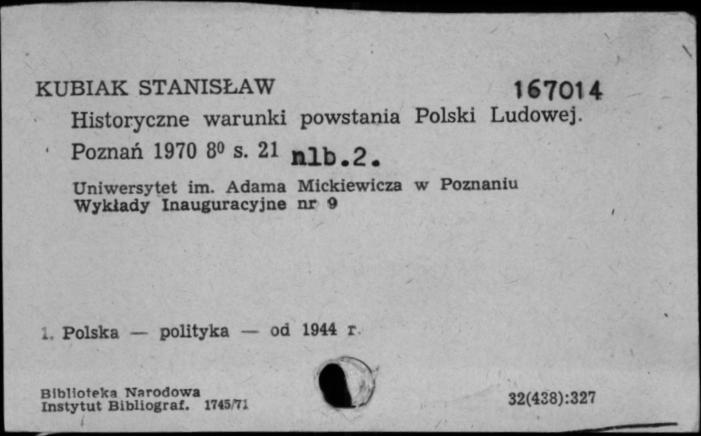 KUBIAK STANISŁAW 167014
Historyczne warunki powstania Polski Ludowej.
Poznań 1970 8⁰ s. 21 nlb.2.
Uniwersytet im. Adama Mickiewicza w Poznaniu
Wykłady Inauguracyjne nr 9
1. Polska — polityka — od 1944 r.
Biblioteka Narodowa
Instytut Bibliograf. 1745/71 32(438):327